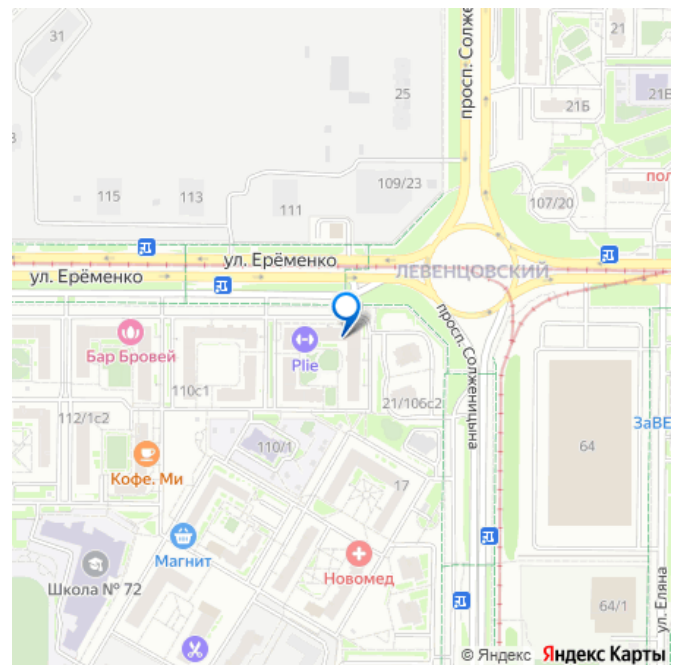 31
просп. Солже
21
25
21Б
21В
115
113
109/23
111
107/20
пол
ул. Ерёменко
ул. Ерёменко
ЛЕВЕНЦОВСКИЙ
просп. Солженицына
Бар Бровей
Plie
110с1
21/106с2
112/1с2
110/1
64
ЗаВЕ
Кофе. Ми
17
Магнит
Новомед
Школа № 72
64/1
ул. Еляна
© Яндекс Яндекс Карты